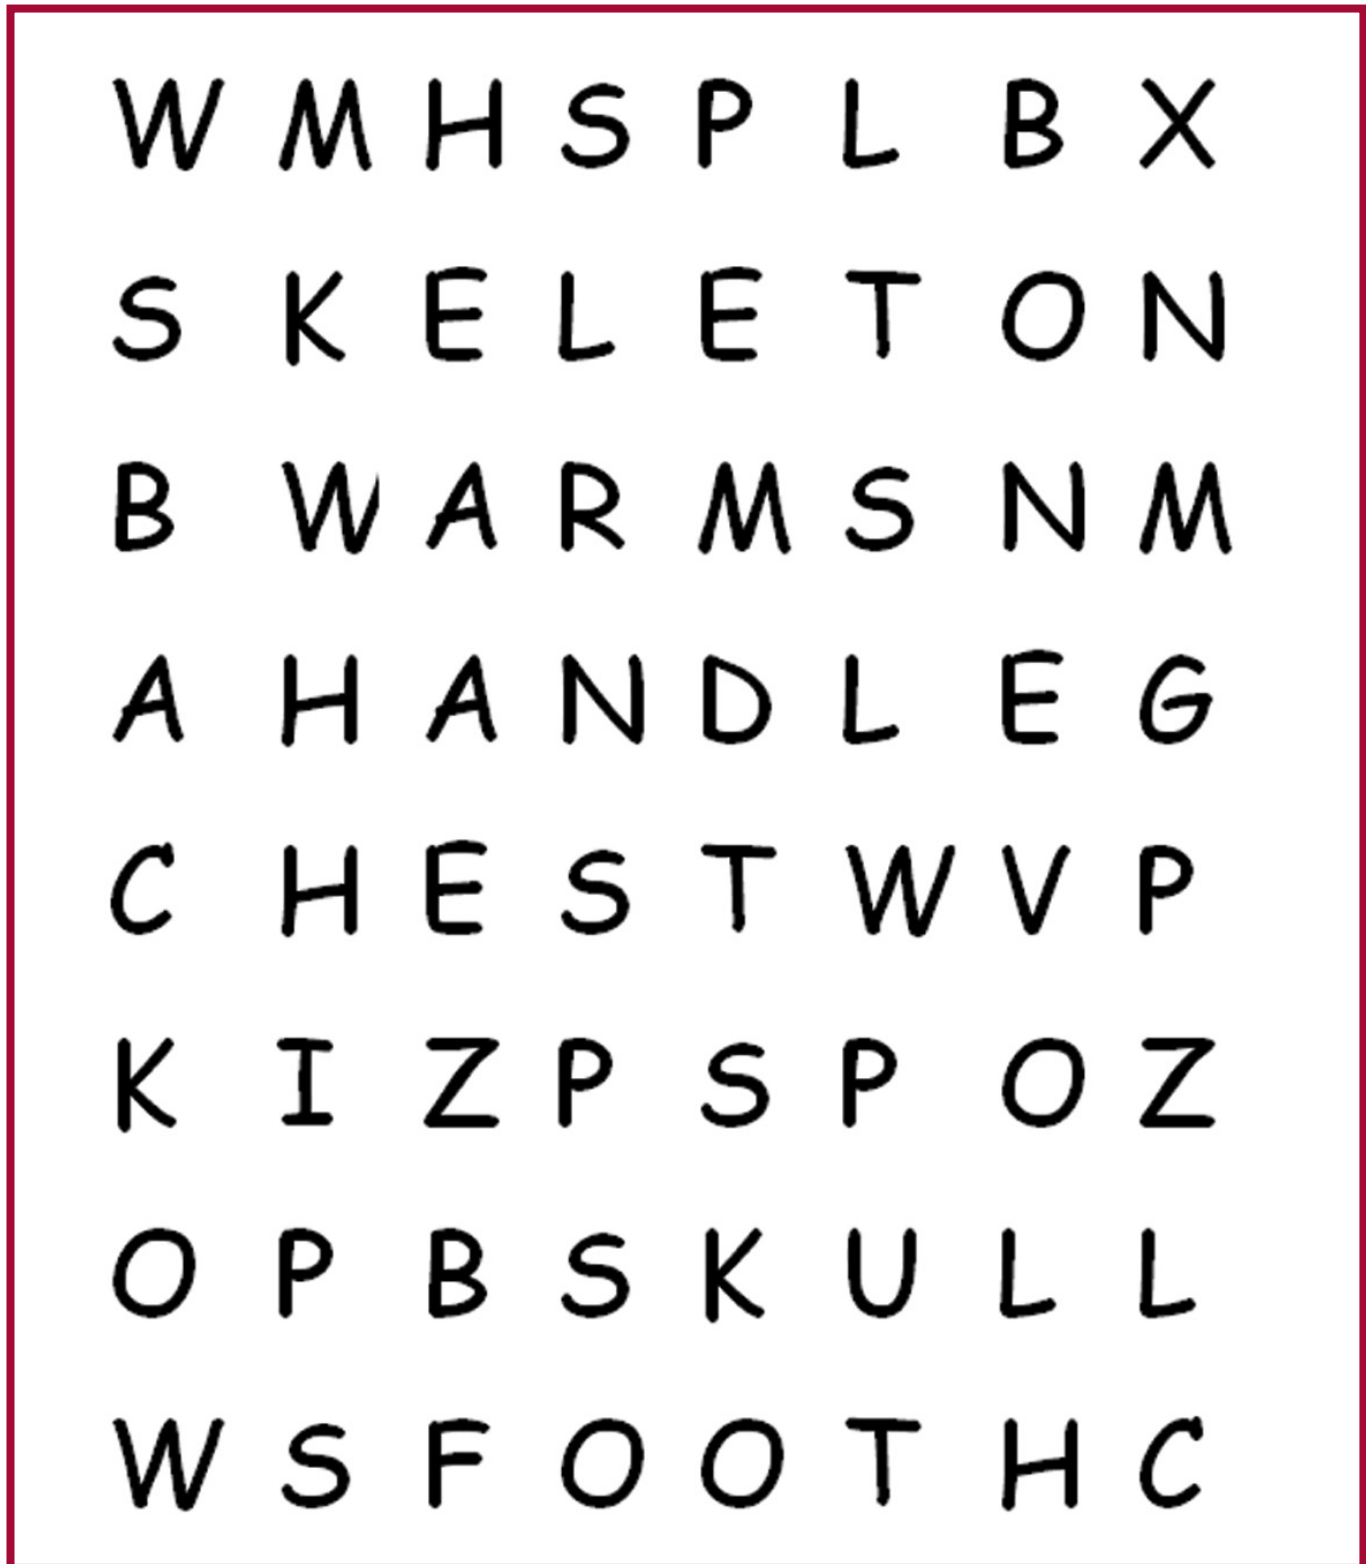 W M H S P L B X
S K E L E T O N
B W A R M S N M
A H A N D L E G
C H E S T W V P
K I Z P S P O Z
O P B S K U L L
W S F O O T H C